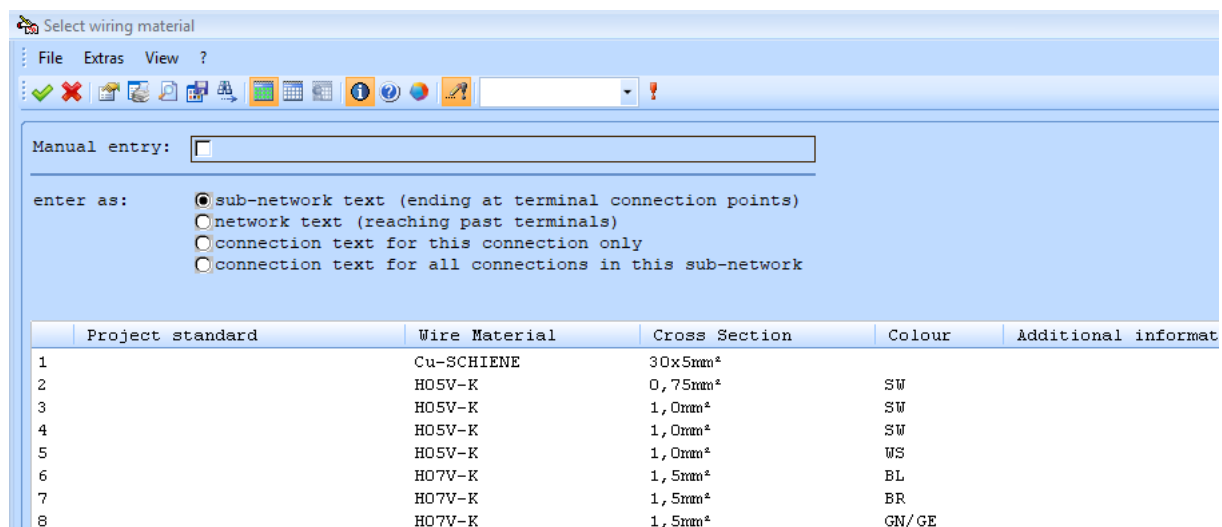 Select wiring material
File Extras View ?
Manual entry:
enter as: sub-network text (ending at terminal connection points)
network text (reaching past terminals)
connection text for this connection only
connection text for all connections in this sub-network
Project standard Wire Material Cross Section Colour Additional informat
1 Cu-SCHIENE 30x5mm²
2 H05V-K 0,75mm² SW
3 H05V-K 1,0mm² SW
4 H05V-K 1,0mm² SW
5 H05V-K 1,0mm² WS
6 H07V-K 1,5mm² BL
7 H07V-K 1,5mm² BR
8 H07V-K 1,5mm² GN/GE